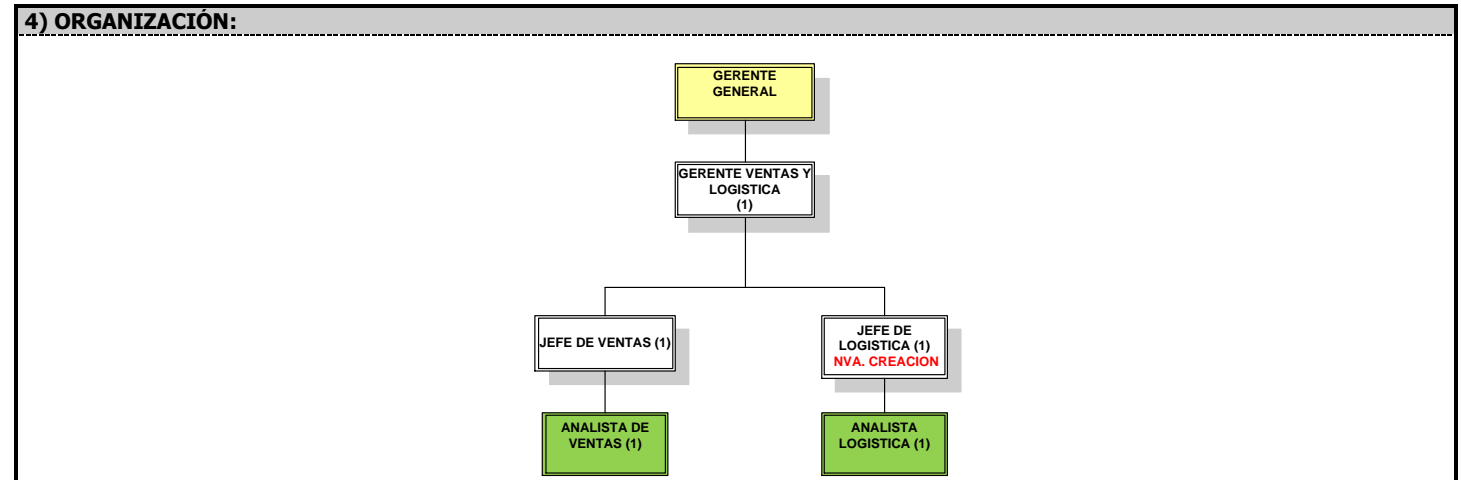 4) ORGANIZACIÓN:
GERENTE
GENERAL
GERENTE VENTAS Y
LOGISTICA
(1)
JEFE DE VENTAS (1)
JEFE DE
LOGISTICA (1)
NVA. CREACION
ANALISTA DE
VENTAS (1)
ANALISTA
LOGISTICA (1)